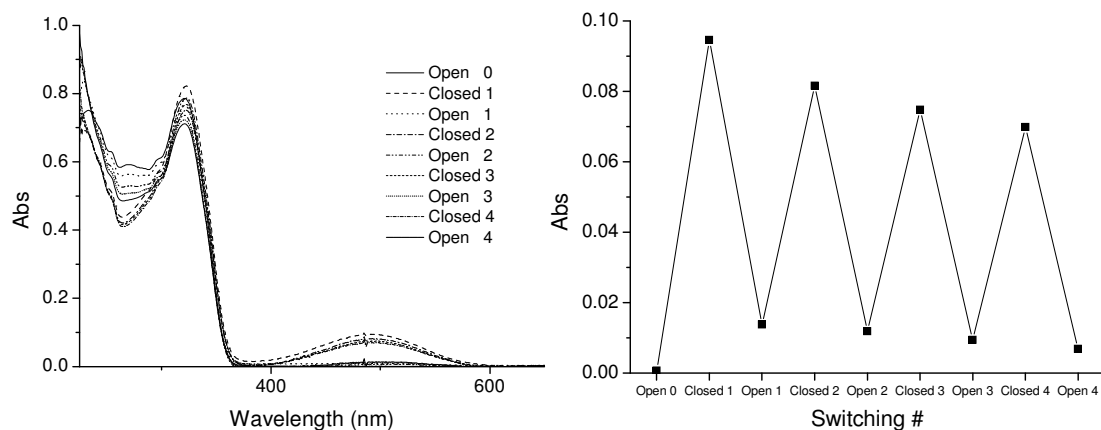 1.0
0.8
0.6
0.4
0.2
0.0
Abs
400
600
Wavelength (nm)
Open 0
Closed 1
Open 1
Closed 2
Open 2
Closed 3
Open 3
Closed 4
Open 4
0.10
0.08
0.06
0.04
0.02
0.00
Abs
Open 0 Closed 1 Open 1 Closed 2 Open 2 Closed 3 Open 3 Closed 4 Open 4
Switching #